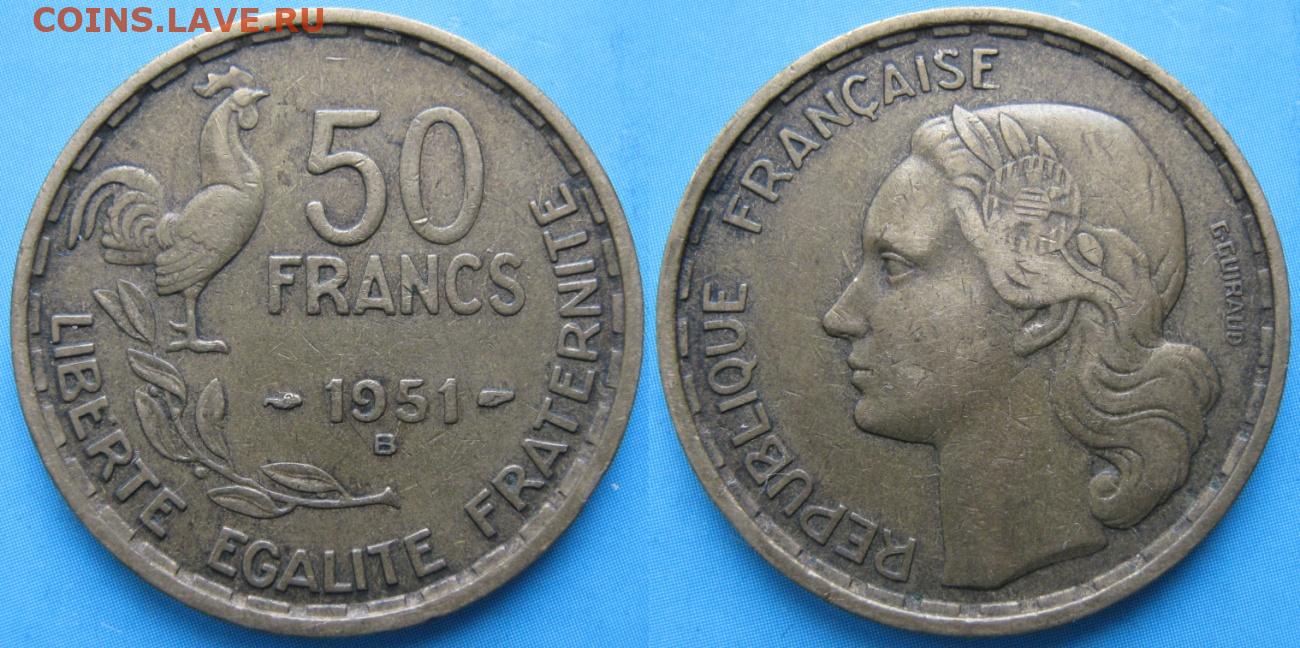 COINS.LAVE.RU
50
FRANCS
1951
B
LIBERTE EGALITE FRATERNITE
REPUBLIQUE FRANÇAISE
G.GUIRAUD